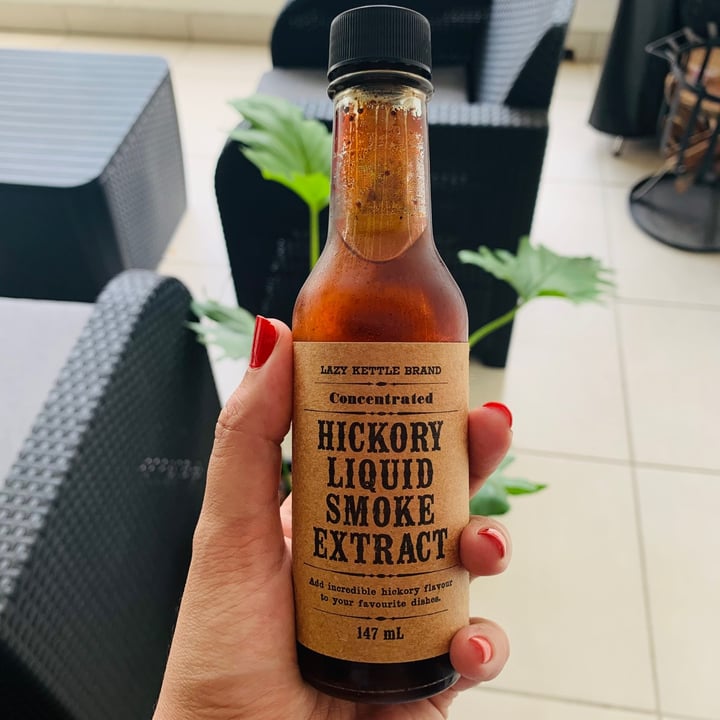 LAZY KETTLE BRAND
Concentrated
HICKORY
LIQUID
SMOKE
EXTRACT
Add incredible hickory flavour
to your favourite dishes.
147 mL